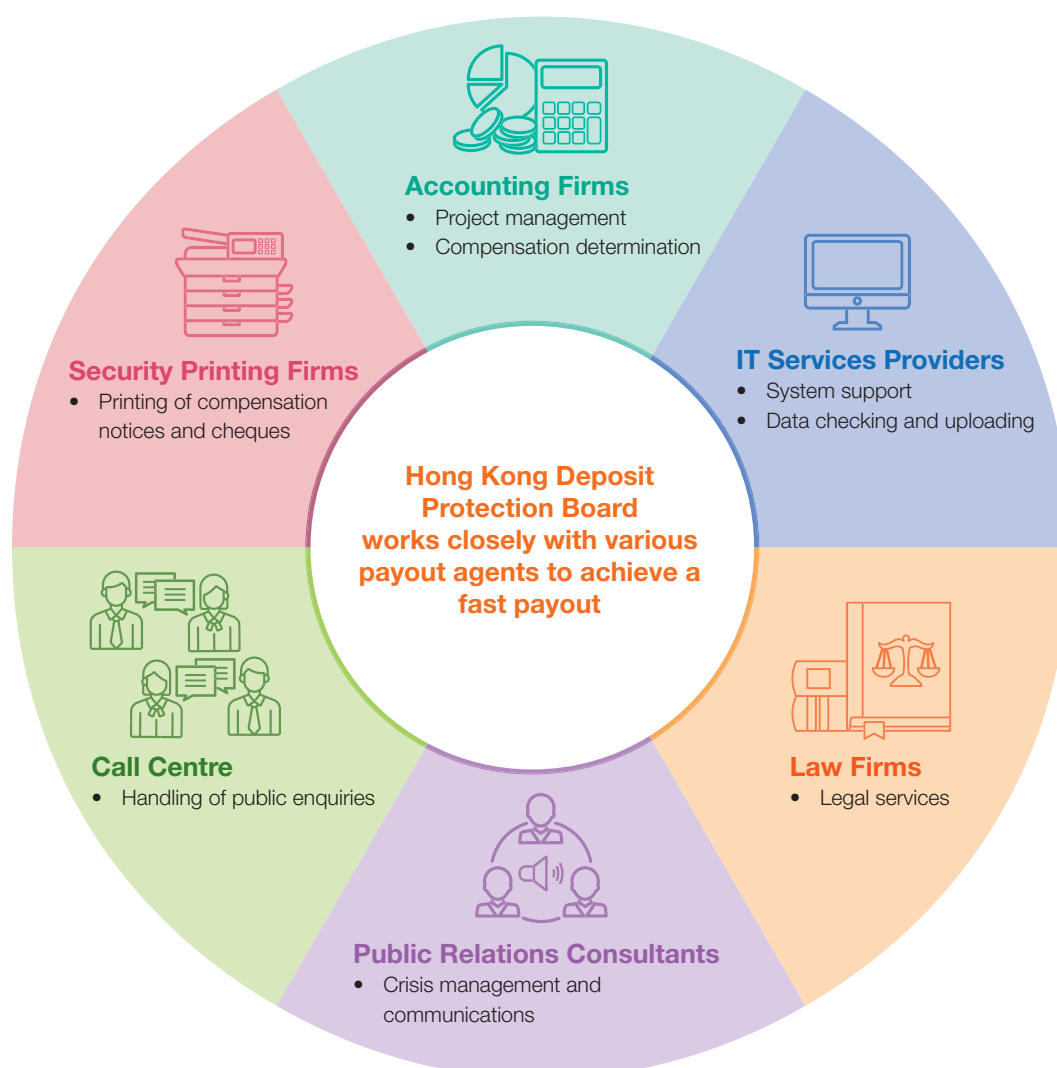 Accounting Firms
• Project management
• Compensation determination
IT Services Providers
• System support
• Data checking and uploading
Law Firms
• Legal services
Public Relations Consultants
• Crisis management and
communications
Call Centre
• Handling of public enquiries
Security Printing Firms
• Printing of compensation
notices and cheques
Hong Kong Deposit
Protection Board
works closely with various
payout agents to achieve a
fast payout